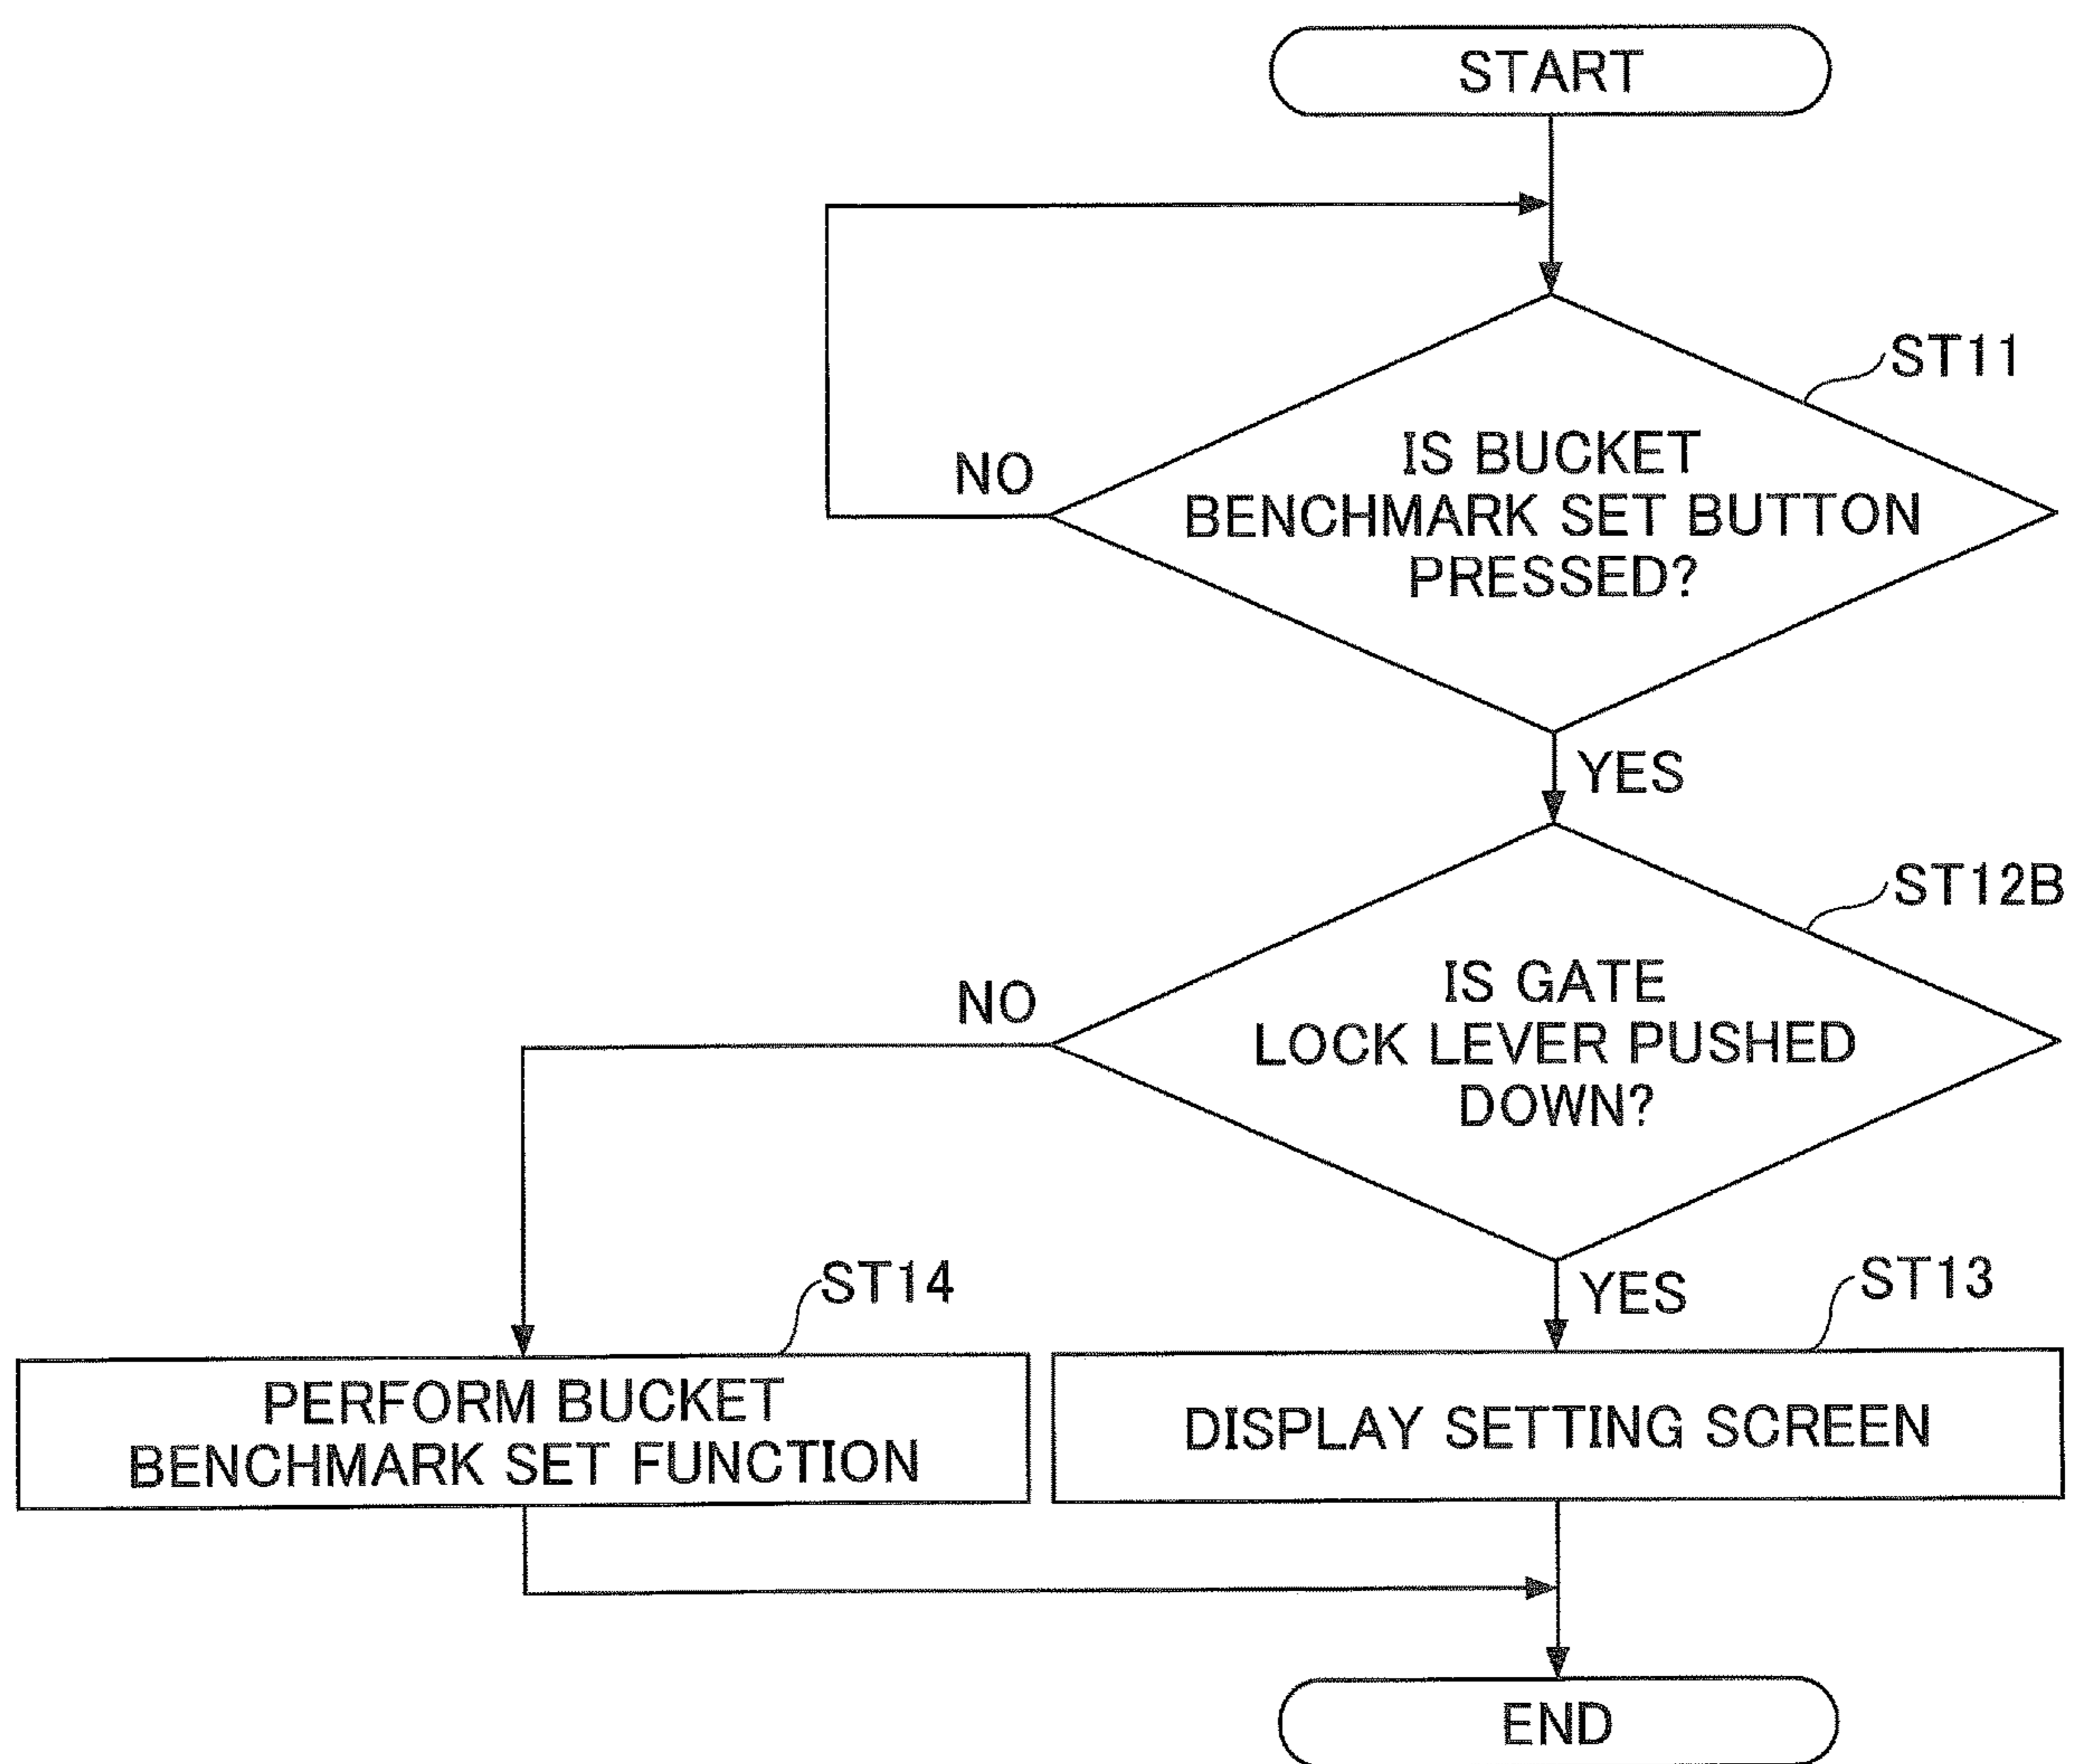 START
ST11
IS BUCKET
BENCHMARK SET BUTTON
PRESSED?
NO
YES
ST12B
IS GATE
LOCK LEVER PUSHED
DOWN?
NO
YES
ST14
ST13
PERFORM BUCKET
BENCHMARK SET FUNCTION
DISPLAY SETTING SCREEN
END